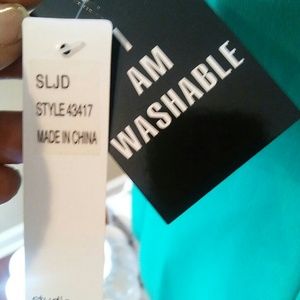 SLJD
STYLE 43417
MADE IN CHINA
I
AM
WASHABLE